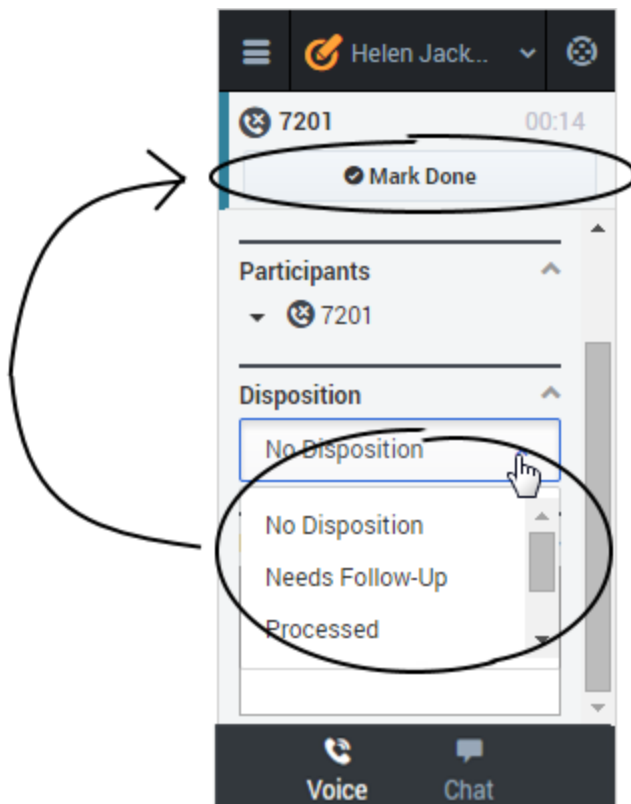 Helen Jack...
7201 00:14
Mark Done
Participants
7201
Disposition
No Disposition
No Disposition
Needs Follow-Up
Processed
Voice Chat